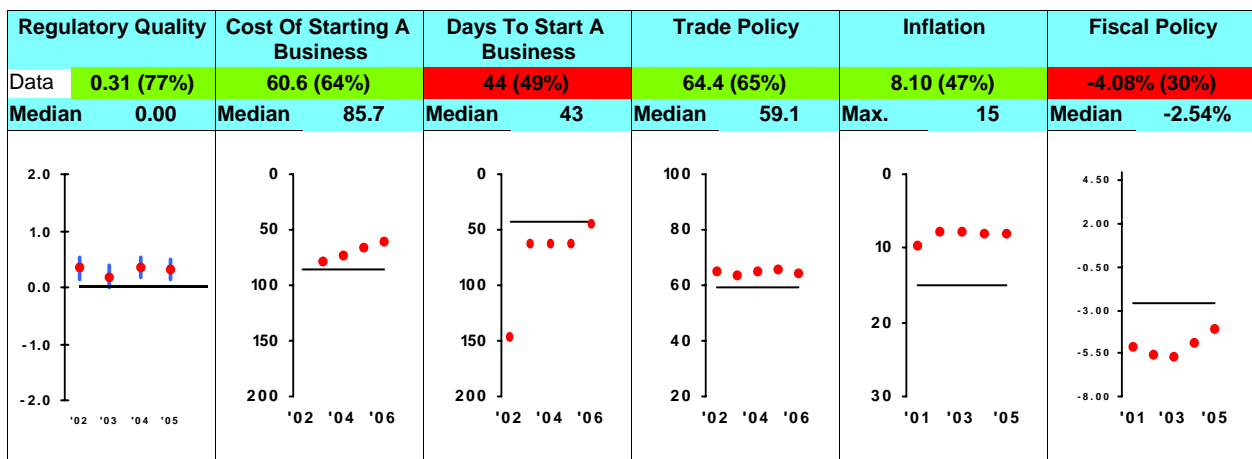 Regulatory Quality
Cost Of Starting A
Business
Days To Start A
Business
Trade Policy
Inflation
Fiscal Policy
Data 0.31 (77%)
60.6 (64%)
44 (49%)
64.4 (65%)
8.10 (47%)
-4.08% (30%)
Median 0.00
Median 85.7
Median 43
Median 59.1
Max. 15
Median -2.54%
2.0
1.0
0.0
-1.0
-2.0
'02 '03 '04 '05
0
50
100
150
200
'02 '04 '06
0
50
100
150
200
'02 '04 '06
100
80
60
40
20
'02 '04 '06
0
10
20
30
'01 '03 '05
4.50
2.00
-0.50
-3.00
-5.50
-8.00
'01 '03 '05